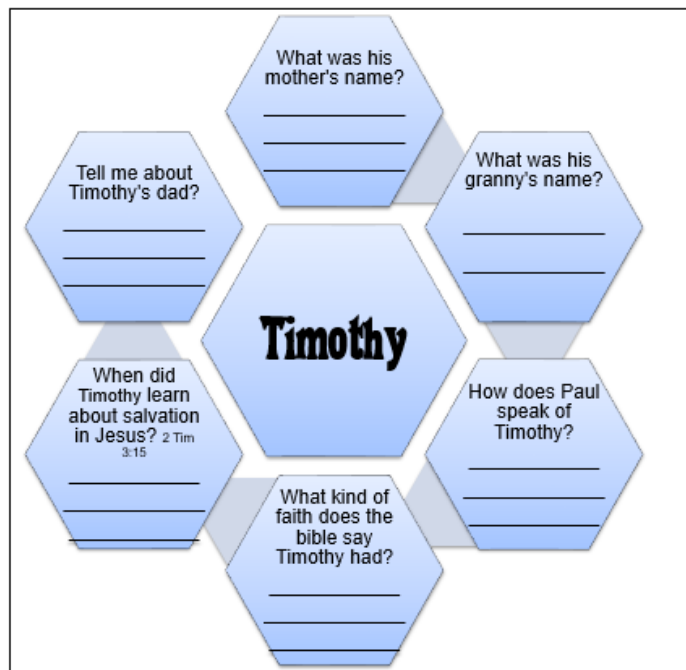 What was his
mother's name?
What was his
granny's name?
How does Paul
speak of
Timothy?
What kind of
faith does the
bible say
Timothy had?
When did
Timothy learn
about salvation
in Jesus? 2 Tim
3:15
Tell me about
Timothy's dad?
Timothy